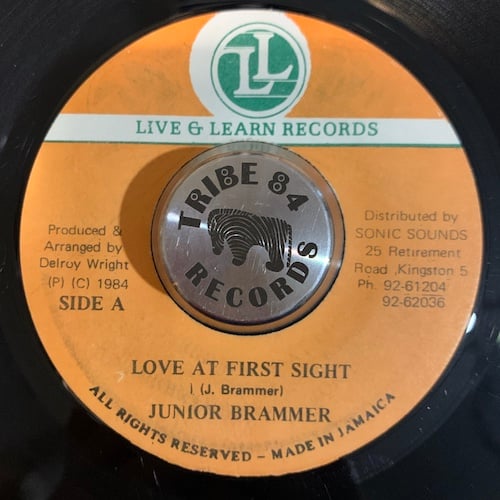 LL
LIVE & LEARN RECORDS
TRIBE 84
RECORDS
Produced &
Arranged by
Delroy Wright
(P) (C) 1984
SIDE A
Distributed by
SONIC SOUNDS
25 Retirement
Road ,Kingston 5
Ph. 92-61204
92-62036
LOVE AT FIRST SIGHT
(J. Brammer)
JUNIOR BRAMMER
ALL RIGHTS RESERVED – MADE IN JAMAICA